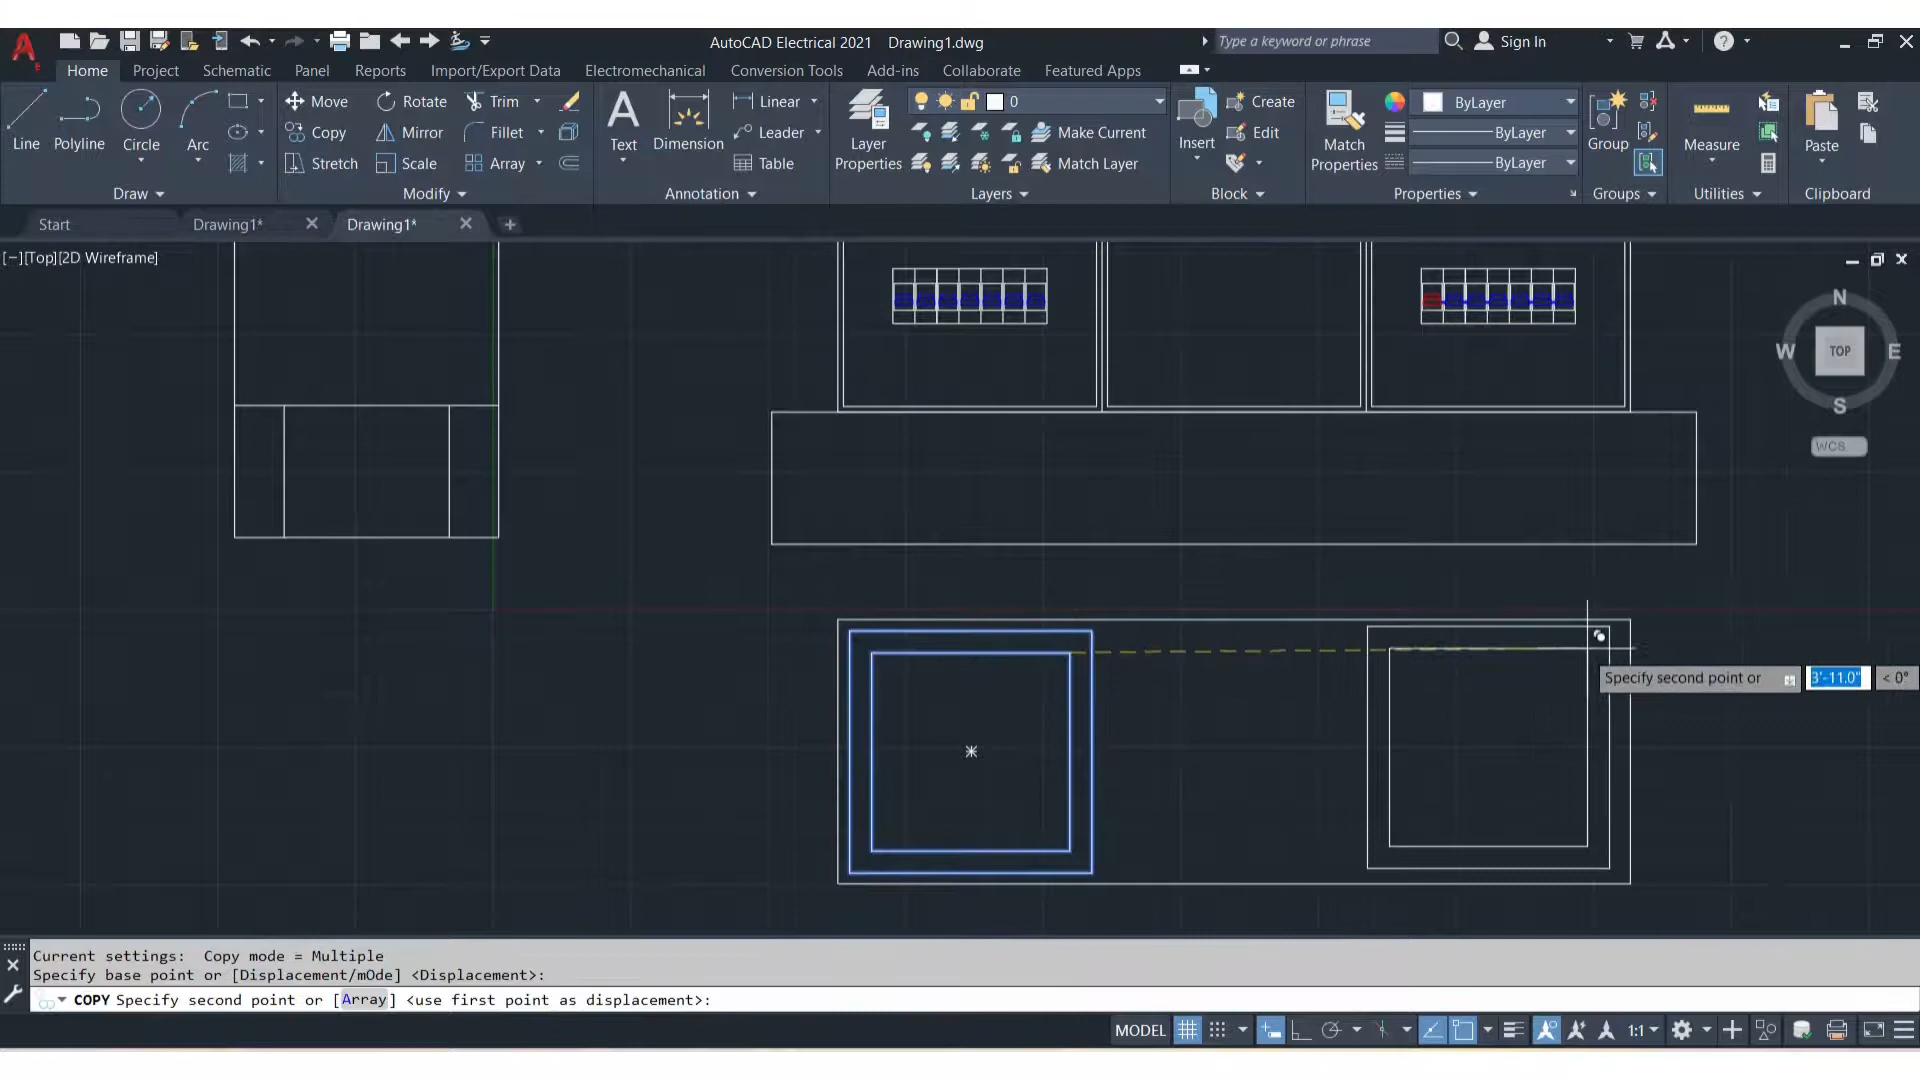 AutoCAD Electrical 2021 Drawing1.dwg Type a keyword or phrase Sign In
Home Project Schematic Panel Reports Import/Export Data Electromechanical Conversion Tools Add-ins Collaborate Featured Apps
Move Rotate Trim Linear 0 Create ByLayer
Copy Mirror Fillet Leader Make Current Edit ByLayer
Line Polyline Circle Arc Text Dimension Layer Properties Insert Match Properties Group Measure Paste
Stretch Scale Array Table Match Layer ByLayer
Draw Modify Annotation Layers Block Properties Groups Utilities Clipboard
Start Drawing1* Drawing1*
[−][Top][2D Wireframe]
N
W TOP E
S
WCS
Specify second point or 3'-11.0" < 0°
Current settings: Copy mode = Multiple
Specify base point or [Displacement/mOde] <Displacement>:
COPY Specify second point or [Array] <use first point as displacement>:
MODEL 1:1